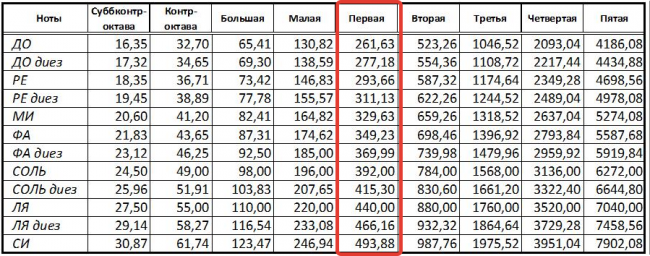 Ноты Субконтр-октава Контр-октава Большая Малая Первая Вторая Третья Четвертая Пятая
ДО 16,35 32,70 65,41 130,82 261,63 523,26 1046,52 2093,04 4186,08
ДО диез 17,32 34,65 69,30 138,59 277,18 554,36 1108,72 2217,44 4434,88
РЕ 18,35 36,71 73,42 146,83 293,66 587,32 1174,64 2349,28 4698,56
РЕ диез 19,45 38,89 77,78 155,57 311,13 622,26 1244,52 2489,04 4978,08
МИ 20,60 41,20 82,41 164,82 329,63 659,26 1318,52 2637,04 5274,08
ФА 21,83 43,65 87,31 174,62 349,23 698,46 1396,92 2793,84 5587,68
ФА диез 23,12 46,25 92,50 185,00 369,99 739,98 1479,96 2959,92 5919,84
СОЛЬ 24,50 49,00 98,00 196,00 392,00 784,00 1568,00 3136,00 6272,00
СОЛЬ диез 25,96 51,91 103,83 207,65 415,30 830,60 1661,20 3322,40 6644,80
ЛЯ 27,50 55,00 110,00 220,00 440,00 880,00 1760,00 3520,00 7040,00
ЛЯ диез 29,14 58,27 116,54 233,08 466,16 932,32 1864,64 3729,28 7458,56
СИ 30,87 61,74 123,47 246,94 493,88 987,76 1975,52 3951,04 7902,08